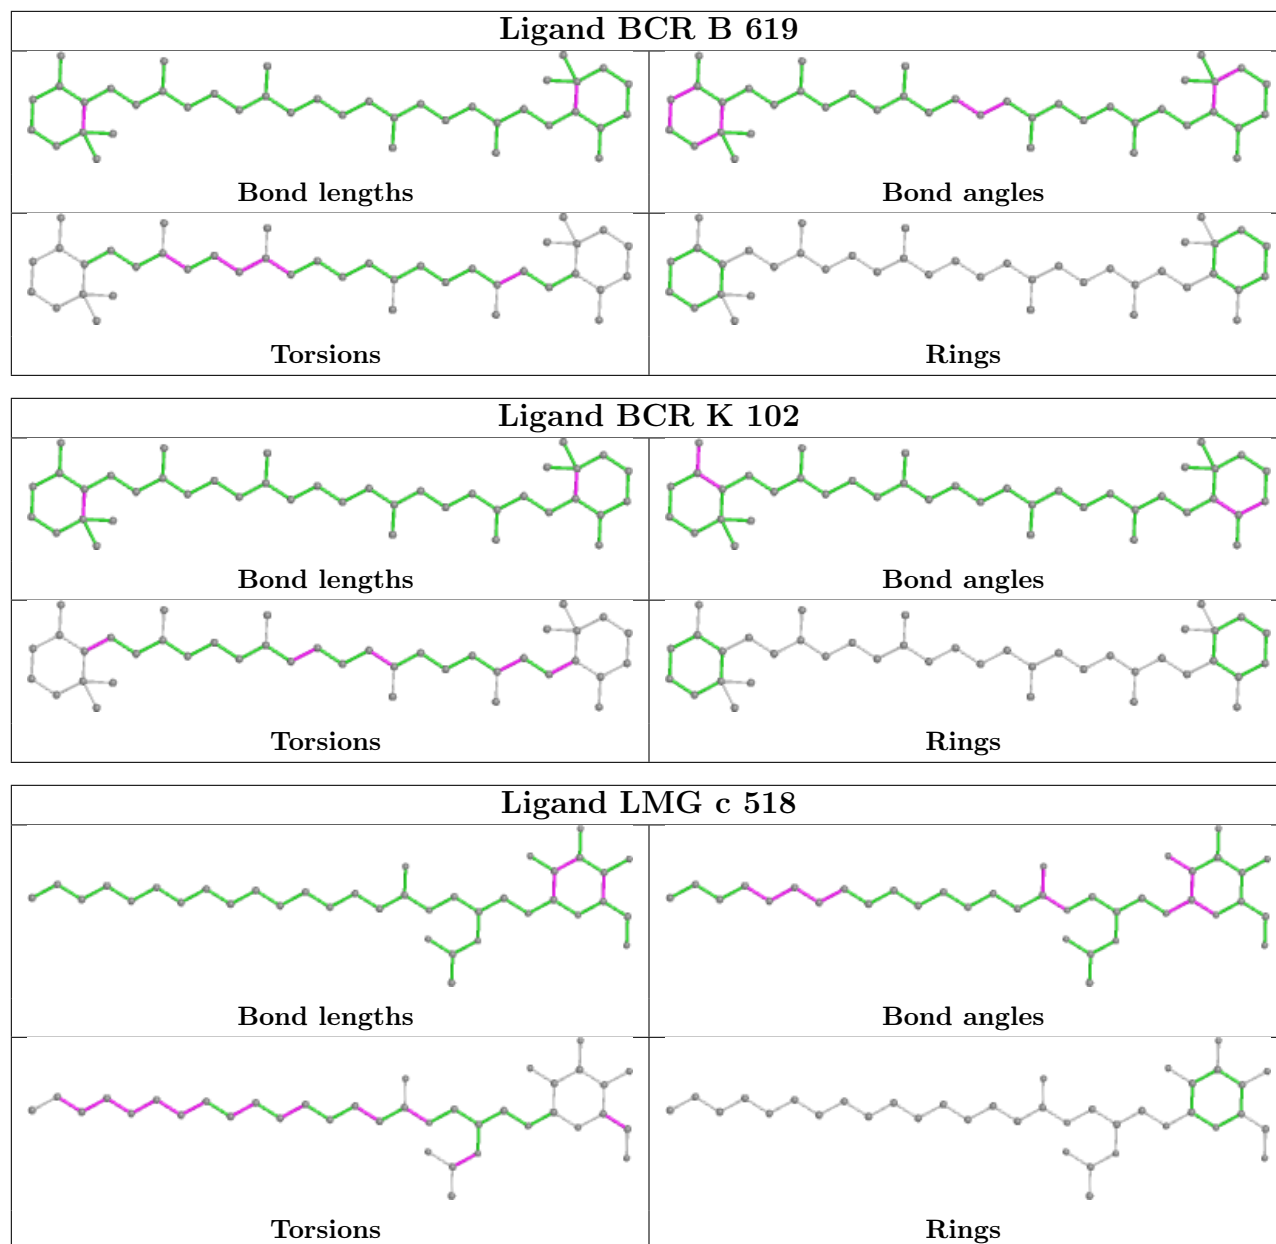 Ligand BCR B 619
Bond lengths
Bond angles
Torsions
Rings
Ligand BCR K 102
Bond lengths
Bond angles
Torsions
Rings
Ligand LMG c 518
Bond lengths
Bond angles
Torsions
Rings